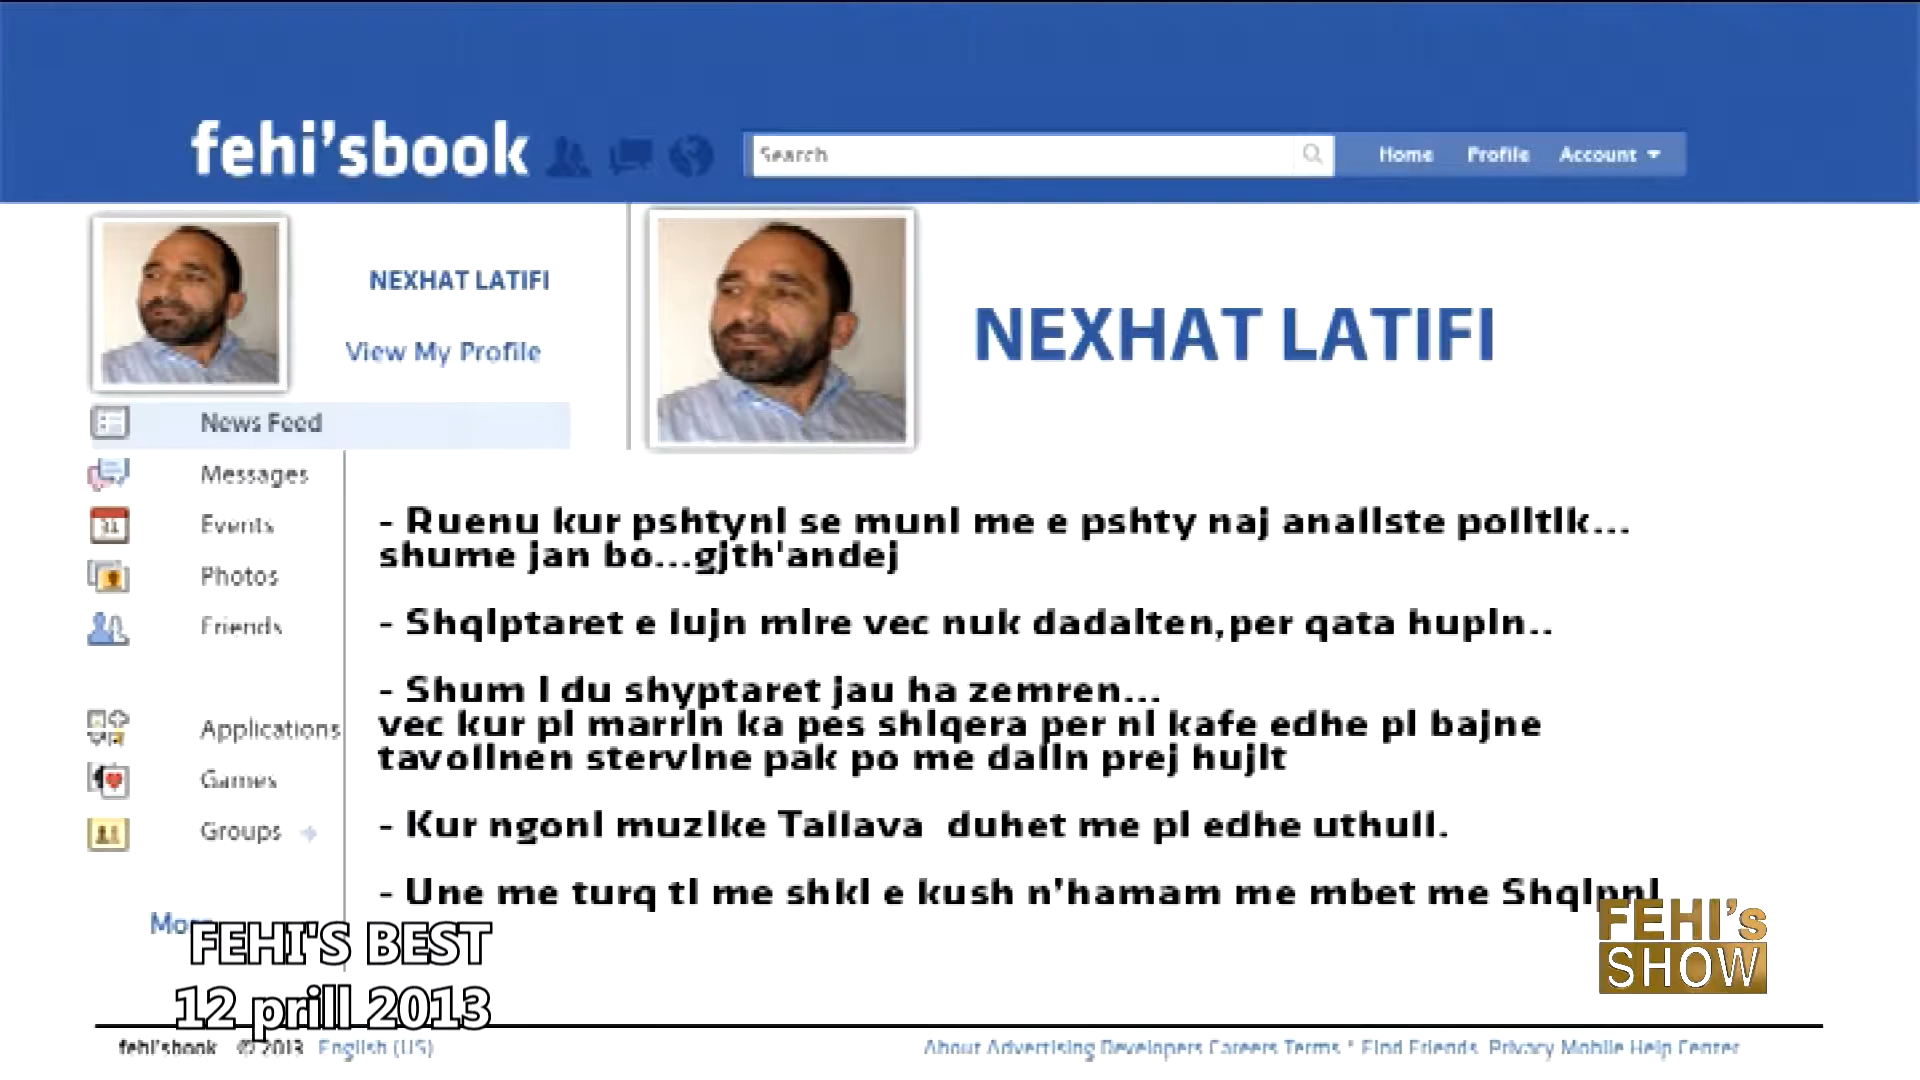 fehi'sbook
Search
Home Profile Account
NEXHAT LATIFI
View My Profile
NEXHAT LATIFI
News Feed
Messages
Events
Photos
Friends
Applications
Games
Groups
- Ruenu kur pshtyni se muni me e pshty naj analiste politik...
shume jan bo...gjth'andej
- Shqiptaret e lujn mire vec nuk dadalten,per qata hupin..
- Shum i du shyptaret jau ha zemren...
vec kur pi marrin ka pes shiqera per ni kafe edhe pi bajne
tavollnen stervine pak po me dalin prej hujit
- Kur ngoni muzike Tallava duhet me pi edhe uthull.
- Une me turq ti me shki e kush n'hamam me mbet me Shqipni
FEHI'S BEST
12 prill 2013
FEHI's
SHOW
fehi'sbook © 2013 English (US)
About Advertising Developers Careers Terms * Find Friends Privacy Mobile Help Center